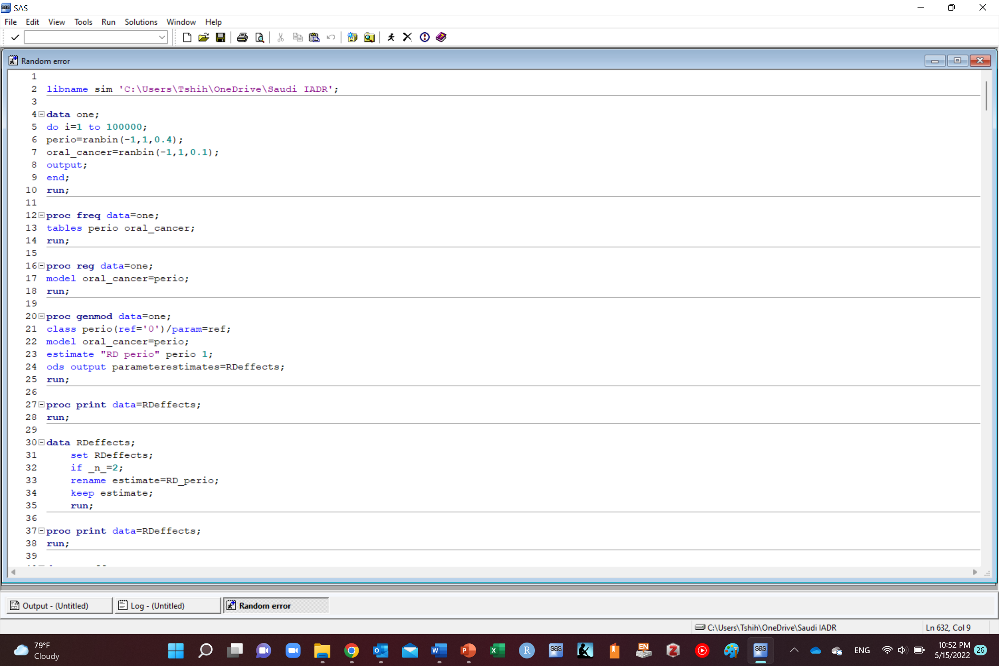 SAS
File Edit View Tools Run Solutions Window Help
Random error
1
2 libname sim 'C:\Users\Tshih\OneDrive\Saudi IADR';
3
4 data one;
5 do i=1 to 100000;
6 perio=ranbin(-1,1,0.4);
7 oral_cancer=ranbin(-1,1,0.1);
8 output;
9 end;
10 run;
11
12 proc freq data=one;
13 tables perio oral_cancer;
14 run;
15
16 proc reg data=one;
17 model oral_cancer=perio;
18 run;
19
20 proc genmod data=one;
21 class perio(ref='0')/param=ref;
22 model oral_cancer=perio;
23 estimate "RD perio" perio 1;
24 ods output parameterestimates=RDeffects;
25 run;
26
27 proc print data=RDeffects;
28 run;
29
30 data RDeffects;
31 set RDeffects;
32 if _n_=2;
33 rename estimate=RD_perio;
34 keep estimate;
35 run;
36
37 proc print data=RDeffects;
38 run;
39
Output - (Untitled) Log - (Untitled) Random error
C:\Users\Tshih\OneDrive\Saudi IADR Ln 632, Col 9
79°F
Cloudy
ENG
10:52 PM
5/15/2022
26